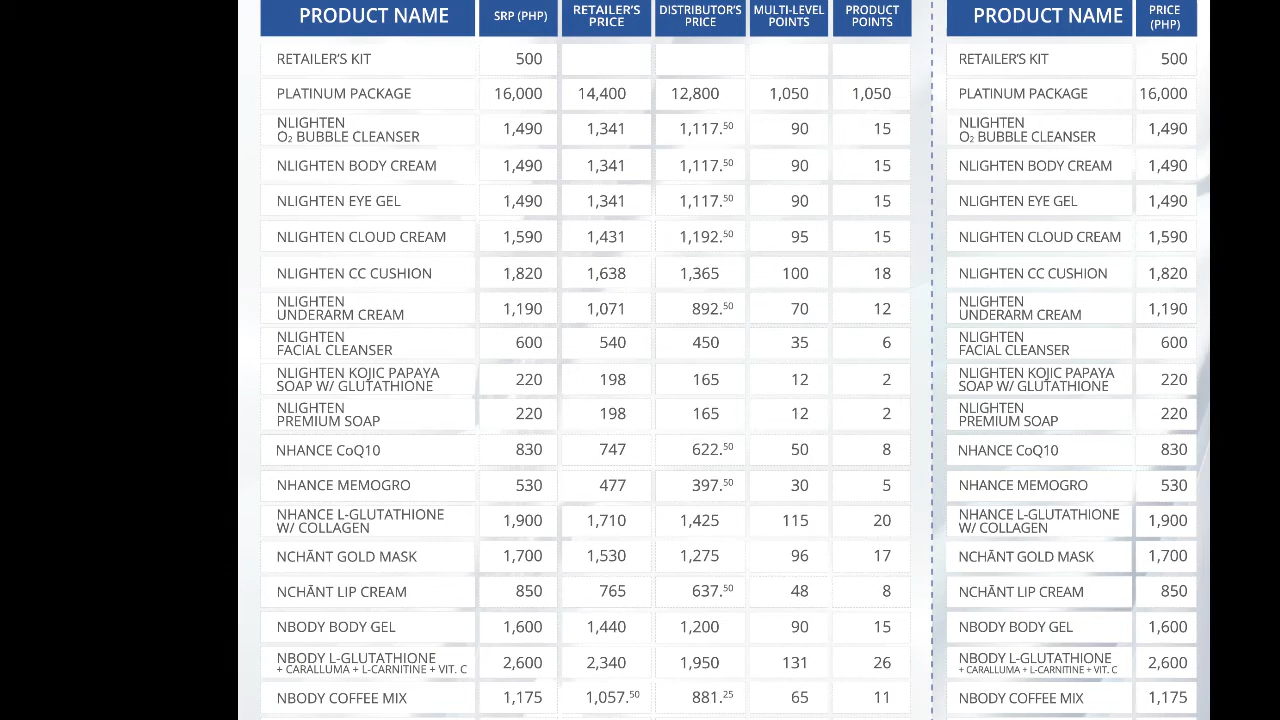 PRODUCT NAME SRP (PHP) RETAILER'S PRICE DISTRIBUTOR'S PRICE MULTI-LEVEL POINTS PRODUCT POINTS
RETAILER'S KIT 500
PLATINUM PACKAGE 16,000 14,400 12,800 1,050 1,050
NLIGHTEN
O₂ BUBBLE CLEANSER 1,490 1,341 1,117.50 90 15
NLIGHTEN BODY CREAM 1,490 1,341 1,117.50 90 15
NLIGHTEN EYE GEL 1,490 1,341 1,117.50 90 15
NLIGHTEN CLOUD CREAM 1,590 1,431 1,192.50 95 15
NLIGHTEN CC CUSHION 1,820 1,638 1,365 100 18
NLIGHTEN
UNDERARM CREAM 1,190 1,071 892.50 70 12
NLIGHTEN
FACIAL CLEANSER 600 540 450 35 6
NLIGHTEN KOJIC PAPAYA
SOAP W/ GLUTATHIONE 220 198 165 12 2
NLIGHTEN
PREMIUM SOAP 220 198 165 12 2
NHANCE CoQ10 830 747 622.50 50 8
NHANCE MEMOGRO 530 477 397.50 30 5
NHANCE L-GLUTATHIONE
W/ COLLAGEN 1,900 1,710 1,425 115 20
NCHĀNT GOLD MASK 1,700 1,530 1,275 96 17
NCHĀNT LIP CREAM 850 765 637.50 48 8
NBODY BODY GEL 1,600 1,440 1,200 90 15
NBODY L-GLUTATHIONE
+ CARALLUMA + L-CARNITINE + VIT. C 2,600 2,340 1,950 131 26
NBODY COFFEE MIX 1,175 1,057.50 881.25 65 11
PRODUCT NAME PRICE (PHP)
RETAILER'S KIT 500
PLATINUM PACKAGE 16,000
NLIGHTEN
O₂ BUBBLE CLEANSER 1,490
NLIGHTEN BODY CREAM 1,490
NLIGHTEN EYE GEL 1,490
NLIGHTEN CLOUD CREAM 1,590
NLIGHTEN CC CUSHION 1,820
NLIGHTEN
UNDERARM CREAM 1,190
NLIGHTEN
FACIAL CLEANSER 600
NLIGHTEN KOJIC PAPAYA
SOAP W/ GLUTATHIONE 220
NLIGHTEN
PREMIUM SOAP 220
NHANCE CoQ10 830
NHANCE MEMOGRO 530
NHANCE L-GLUTATHIONE
W/ COLLAGEN 1,900
NCHĀNT GOLD MASK 1,700
NCHĀNT LIP CREAM 850
NBODY BODY GEL 1,600
NBODY L-GLUTATHIONE
+ CARALLUMA + L-CARNITINE + VIT. C 2,600
NBODY COFFEE MIX 1,175